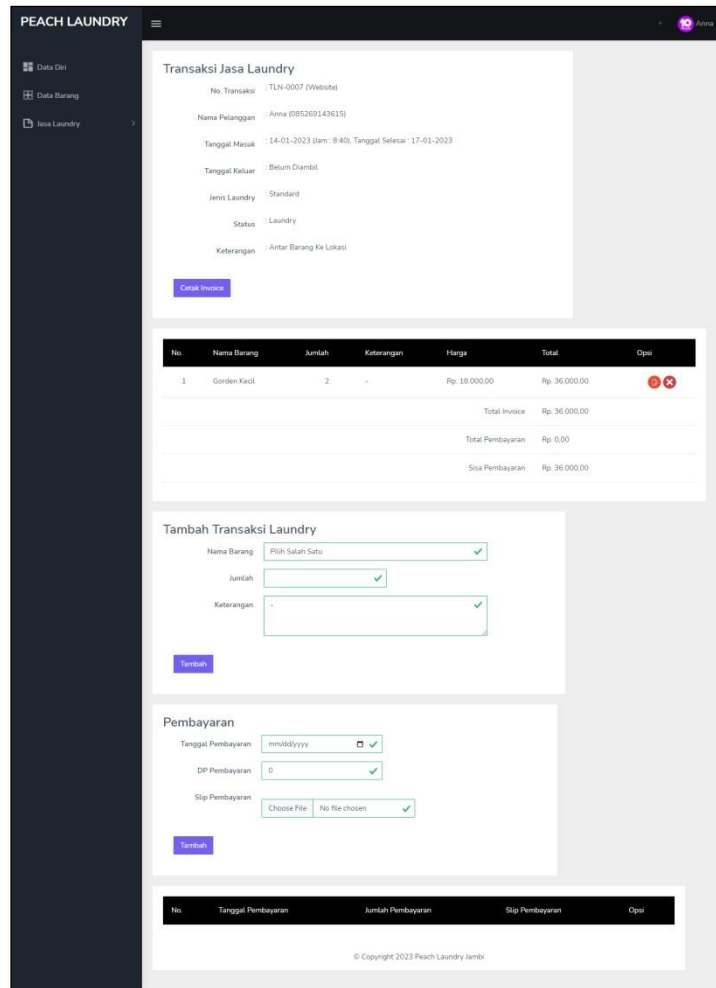 PEACH LAUNDRY
Anna
Data Diri
Data Barang
Jasa Laundry
Transaksi Jasa Laundry
No. Transaksi : TLN-0007 (Website)
Nama Pelanggan : Anna (085269143615)
Tanggal Masuk : 14-01-2023 (Jam : 8:40), Tanggal Selesai : 17-01-2023
Tanggal Keluar : Belum Diambil
Jenis Laundry : Standard
Status : Laundry
Keterangan : Antar Barang Ke Lokasi
Cetak Invoice
No. Nama Barang Jumlah Keterangan Harga Total Opsi
1 Gorden Kecil 2 - Rp. 18.000,00 Rp. 36.000,00
Total Invoice Rp. 36.000,00
Total Pembayaran Rp. 0,00
Sisa Pembayaran Rp. 36.000,00
Tambah Transaksi Laundry
Nama Barang Pilih Salah Satu
Jumlah
Keterangan -
Tambah
Pembayaran
Tanggal Pembayaran mm/dd/yyyy
DP Pembayaran 0
Slip Pembayaran Choose File No file chosen
Tambah
No. Tanggal Pembayaran Jumlah Pembayaran Slip Pembayaran Opsi
© Copyright 2023 Peach Laundry Jambi